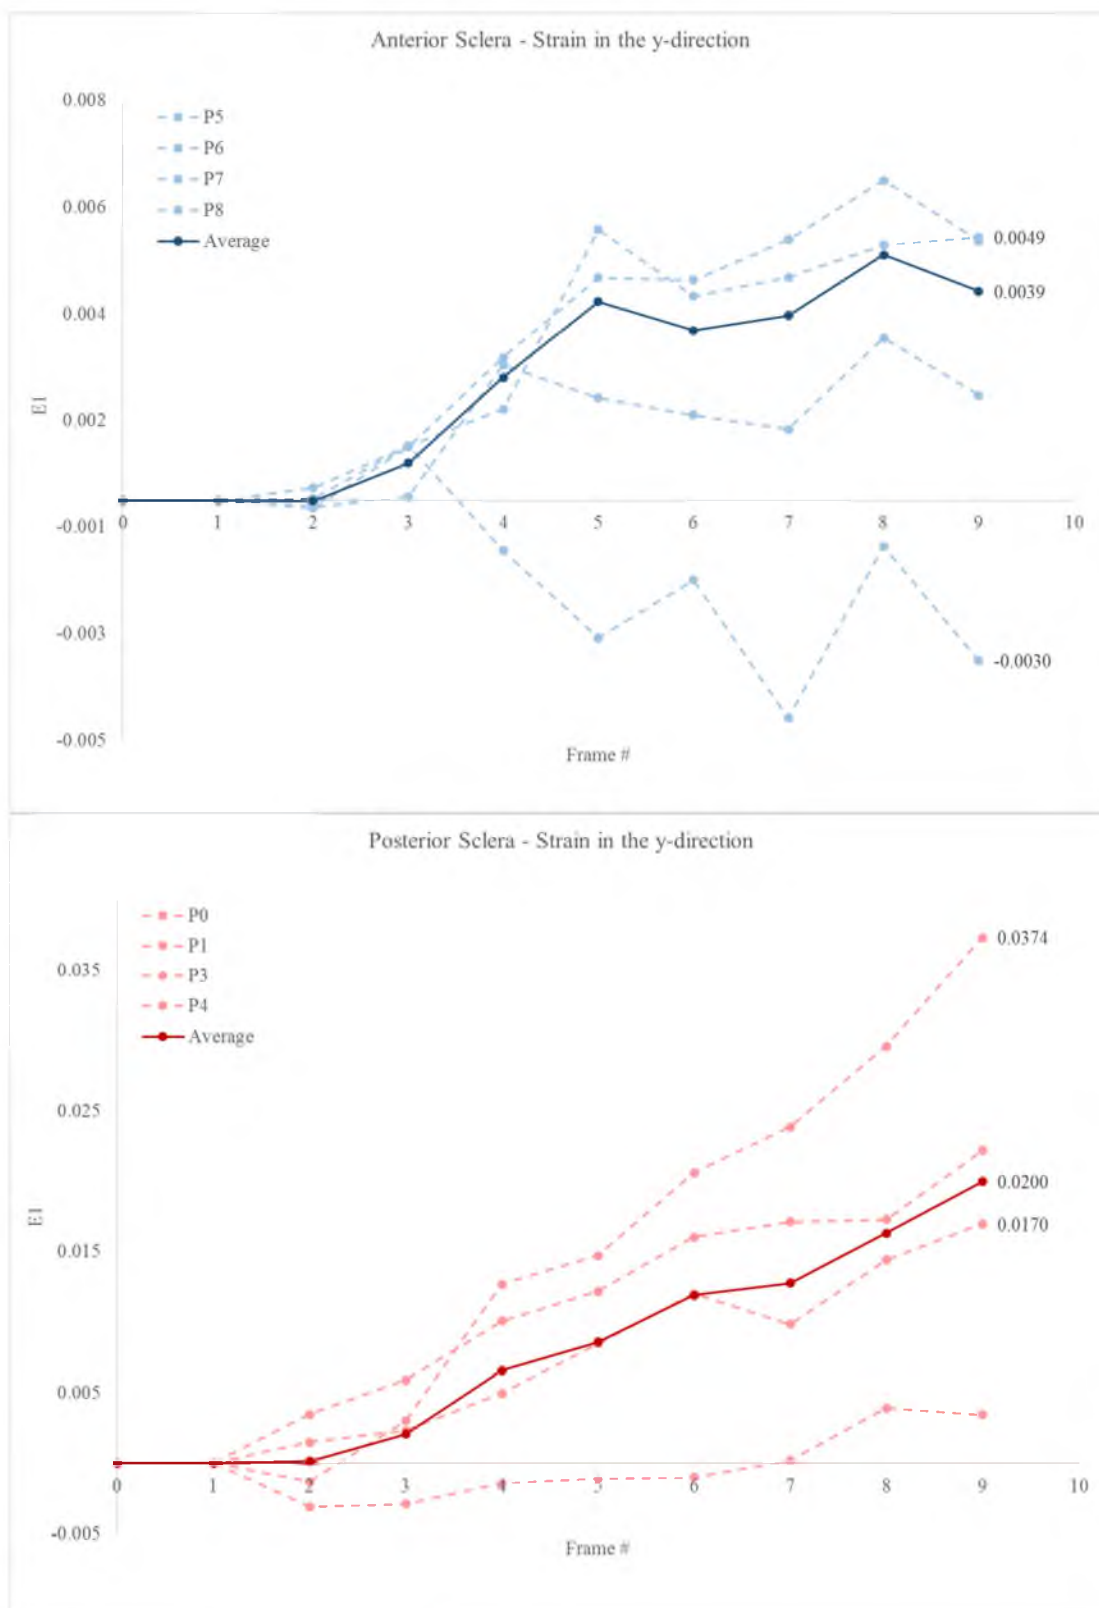 Anterior Sclera - Strain in the y-direction
0.008
P5
P6
P7
P8
Average
0.006
0.0049
0.0039
0.004
E1
0.002
-0.001
0 1 2 3 4 5 6 7 8 9 10
-0.003
-0.0030
-0.005
Frame #
Posterior Sclera - Strain in the y-direction
P0
P1
P3
P4
Average
0.0374
0.035
0.025
0.0200
E1
0.0170
0.015
0.005
0 1 2 3 4 5 6 7 8 9 10
-0.005
Frame #